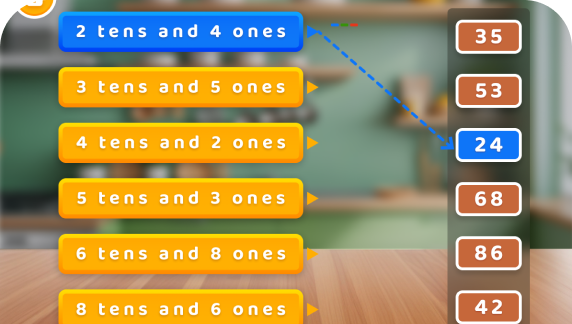 2 tens and 4 ones
35
3 tens and 5 ones
53
4 tens and 2 ones
24
5 tens and 3 ones
68
6 tens and 8 ones
86
8 tens and 6 ones
42